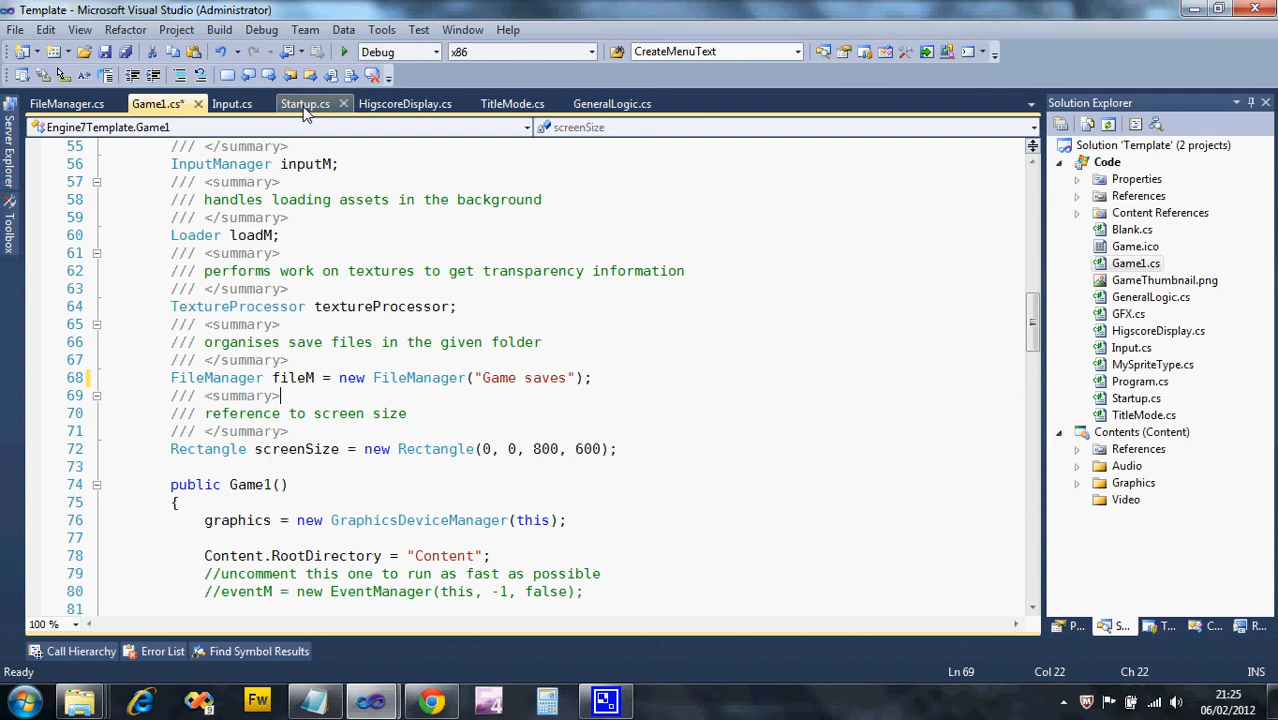 Template - Microsoft Visual Studio (Administrator)
File Edit View Refactor Project Build Debug Team Data Tools Test Window Help
Debug x86 CreateMenuText
FileManager.cs Game1.cs* Input.cs Startup.cs HigscoreDisplay.cs TitleMode.cs GeneralLogic.cs
Engine7Template.Game1 screenSize
55 /// </summary>
56 InputManager inputM;
57 /// <summary>
58 /// handles loading assets in the background
59 /// </summary>
60 Loader loadM;
61 /// <summary>
62 /// performs work on textures to get transparency information
63 /// </summary>
64 TextureProcessor textureProcessor;
65 /// <summary>
66 /// organises save files in the given folder
67 /// </summary>
68 FileManager fileM = new FileManager("Game saves");
69 /// <summary>
70 /// reference to screen size
71 /// </summary>
72 Rectangle screenSize = new Rectangle(0, 0, 800, 600);
73
74 public Game1()
75 {
76 graphics = new GraphicsDeviceManager(this);
77
78 Content.RootDirectory = "Content";
79 //uncomment this one to run as fast as possible
80 //eventM = new EventManager(this, -1, false);
81
100 %
Server Explorer
Toolbox
Solution Explorer
Solution 'Template' (2 projects)
Code
Properties
References
Content References
Blank.cs
Game.ico
Game1.cs
GameThumbnail.png
GeneralLogic.cs
GFX.cs
HigscoreDisplay.cs
Input.cs
MySpriteType.cs
Program.cs
Startup.cs
TitleMode.cs
Contents (Content)
References
Audio
Graphics
Video
P... S... T... C... R...
Call Hierarchy Error List Find Symbol Results
Ready Ln 69 Col 22 Ch 22 INS
Fw 4
21:25
06/02/2012